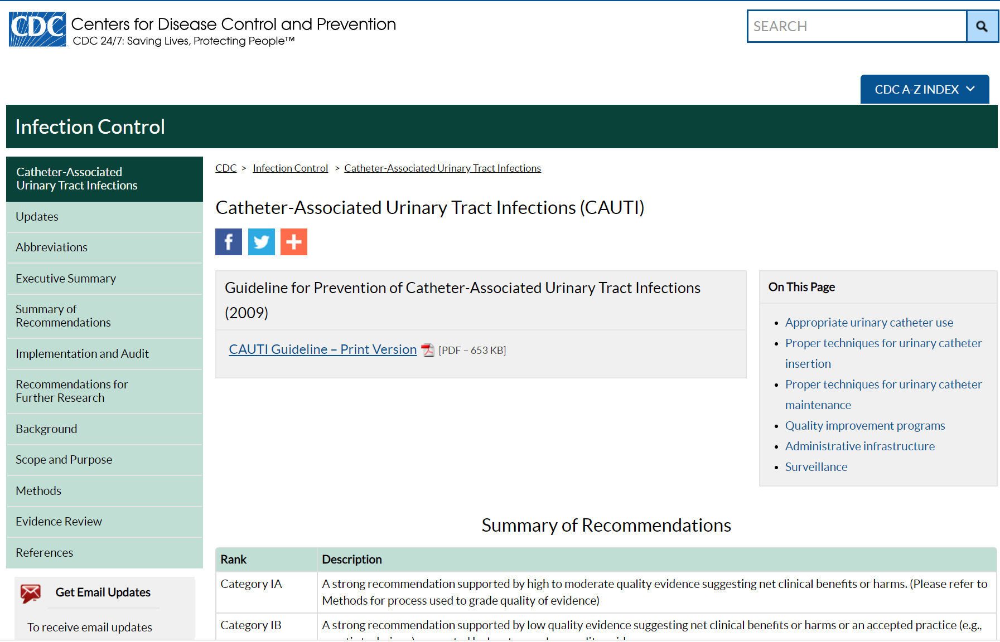 CDC Centers for Disease Control and Prevention
CDC 24/7: Saving Lives, Protecting People™
SEARCH
CDC A-Z INDEX
Infection Control
Catheter-Associated
Urinary Tract Infections
Updates
Abbreviations
Executive Summary
Summary of
Recommendations
Implementation and Audit
Recommendations for
Further Research
Background
Scope and Purpose
Methods
Evidence Review
References
Get Email Updates
To receive email updates
CDC > Infection Control > Catheter-Associated Urinary Tract Infections
Catheter-Associated Urinary Tract Infections (CAUTI)
Guideline for Prevention of Catheter-Associated Urinary Tract Infections
(2009)
CAUTI Guideline – Print Version [PDF – 653 KB]
On This Page
• Appropriate urinary catheter use
• Proper techniques for urinary catheter
insertion
• Proper techniques for urinary catheter
maintenance
• Quality improvement programs
• Administrative infrastructure
• Surveillance
Summary of Recommendations
Rank Description
Category IA A strong recommendation supported by high to moderate quality evidence suggesting net clinical benefits or harms. (Please refer to
Methods for process used to grade quality of evidence)
Category IB A strong recommendation supported by low quality evidence suggesting net clinical benefits or harms or an accepted practice (e.g.,